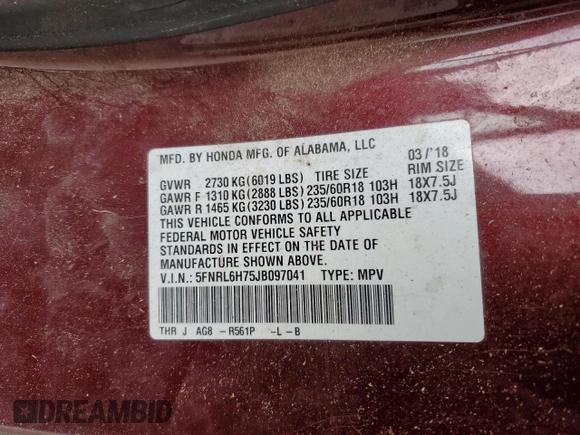 MFD. BY HONDA MFG. OF ALABAMA, LLC 03/'18
GVWR 2730 KG (6019 LBS) TIRE SIZE RIM SIZE
GAWR F 1310 KG (2888 LBS) 235/60R18 103H 18X7.5J
GAWR R 1465 KG (3230 LBS) 235/60R18 103H 18X7.5J
THIS VEHICLE CONFORMS TO ALL APPLICABLE
FEDERAL MOTOR VEHICLE SAFETY
STANDARDS IN EFFECT ON THE DATE OF
MANUFACTURE SHOWN ABOVE.
V.I.N.: 5FNRL6H75JB097041 TYPE: MPV
THR J AG8 - R561P -L-B
DREAMBID